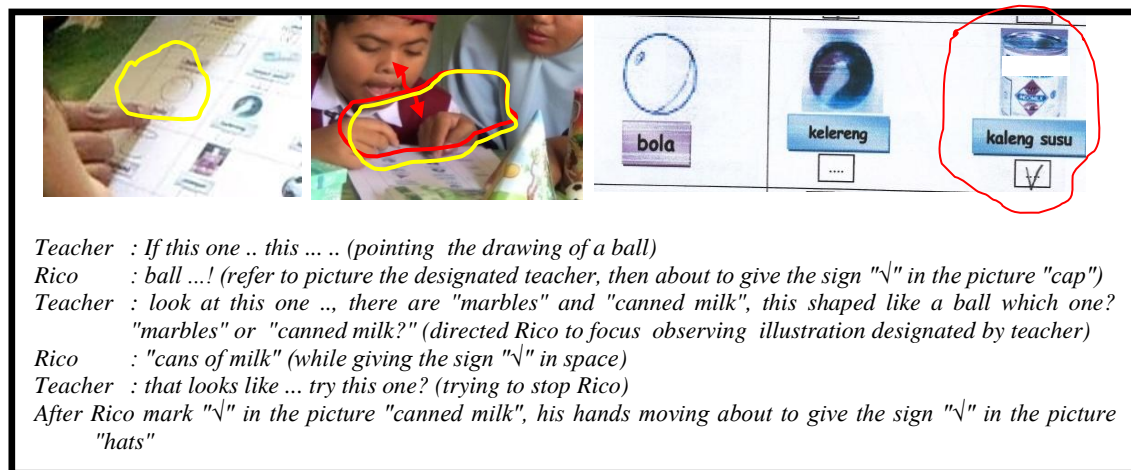 bola
kelereng
....
kaleng susu
√
Teacher : If this one .. this ... .. (pointing the drawing of a ball)
Rico : ball ...! (refer to picture the designated teacher, then about to give the sign "√" in the picture "cap")
Teacher : look at this one .., there are "marbles" and "canned milk", this shaped like a ball which one?
"marbles" or "canned milk?" (directed Rico to focus observing illustration designated by teacher)
Rico : "cans of milk" (while giving the sign "√" in space)
Teacher : that looks like ... try this one? (trying to stop Rico)
After Rico mark "√" in the picture "canned milk", his hands moving about to give the sign "√" in the picture
"hats"